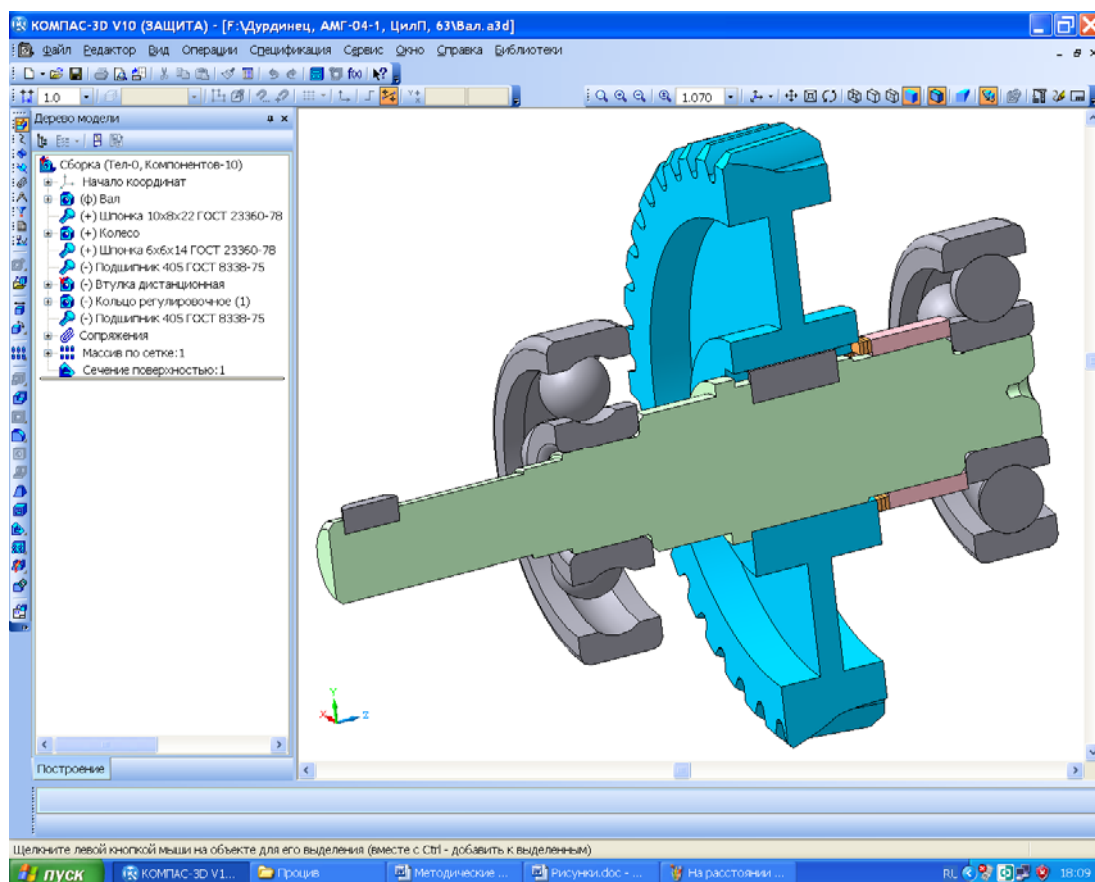 КОМПАС-3D V10 (ЗАЩИТА) - [F:\Дурдинец, АМГ-04-1, ЦилП, 63\Вал.a3d]
Файл Редактор Вид Операции Спецификация Сервис Окно Справка Библиотеки
f(x)
1.0
1.070
Дерево модели
Сборка (Тел-0, Компонентов-10)
Начало координат
(ф) Вал
(+) Шпонка 10x8x22 ГОСТ 23360-78
(+) Колесо
(+) Шпонка 6x6x14 ГОСТ 23360-78
(-) Подшипник 405 ГОСТ 8338-75
(-) Втулка дистанционная
(-) Кольцо регулировочное (1)
(-) Подшипник 405 ГОСТ 8338-75
Сопряжения
Массив по сетке:1
Сечение поверхностью:1
Y
X
Z
Построение
Щелкните левой кнопкой мыши на объекте для его выделения (вместе с Ctrl - добавить к выделенным)
пуск
КОМПАС-3D V1...
Процив
Методические ...
Рисунки.doc - ...
На расстоянии ...
RU
18:09